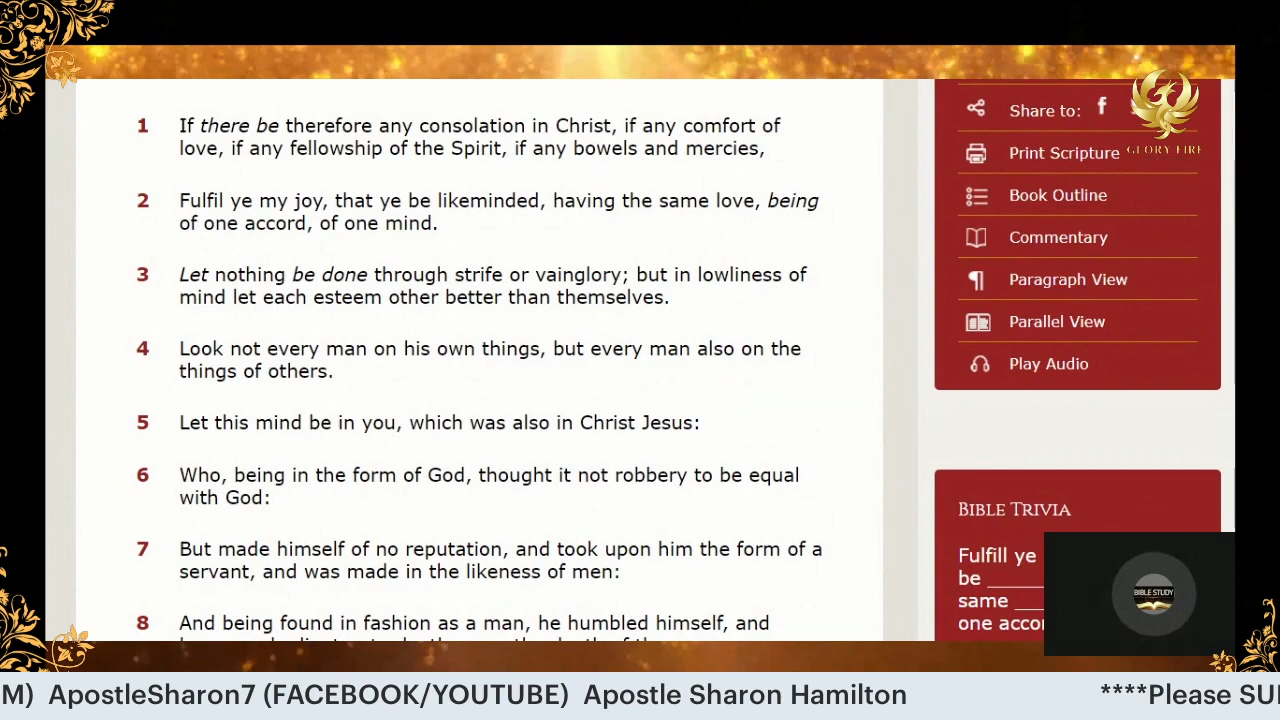 1 If there be therefore any consolation in Christ, if any comfort of
love, if any fellowship of the Spirit, if any bowels and mercies,
2 Fulfil ye my joy, that ye be likeminded, having the same love, being
of one accord, of one mind.
3 Let nothing be done through strife or vainglory; but in lowliness of
mind let each esteem other better than themselves.
4 Look not every man on his own things, but every man also on the
things of others.
5 Let this mind be in you, which was also in Christ Jesus:
6 Who, being in the form of God, thought it not robbery to be equal
with God:
7 But made himself of no reputation, and took upon him the form of a
servant, and was made in the likeness of men:
8 And being found in fashion as a man, he humbled himself, and
Share to: f
GLORY FIRE
Print Scripture
Book Outline
Commentary
Paragraph View
Parallel View
Play Audio
BIBLE TRIVIA
Fulfill ye
be ______
same ___
one accor
BIBLE STUDY
M) ApostleSharon7 (FACEBOOK/YOUTUBE) Apostle Sharon Hamilton ****Please SU